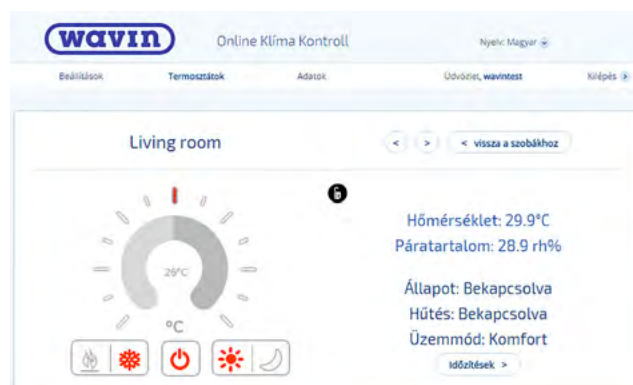 wavin
Online Klíma Kontroll
Nyelv: Magyar
Beállítások Termosztátok Adatok Üdvözlet, wavintest Kilépés
Living room
< > < vissza a szobákhoz
Hőmérséklet: 29.9°C
Páratartalom: 28.9 rh%
26°C
°C
Állapot: Bekapcsolva
Hűtés: Bekapcsolva
Üzemmód: Komfort
Időzítések >